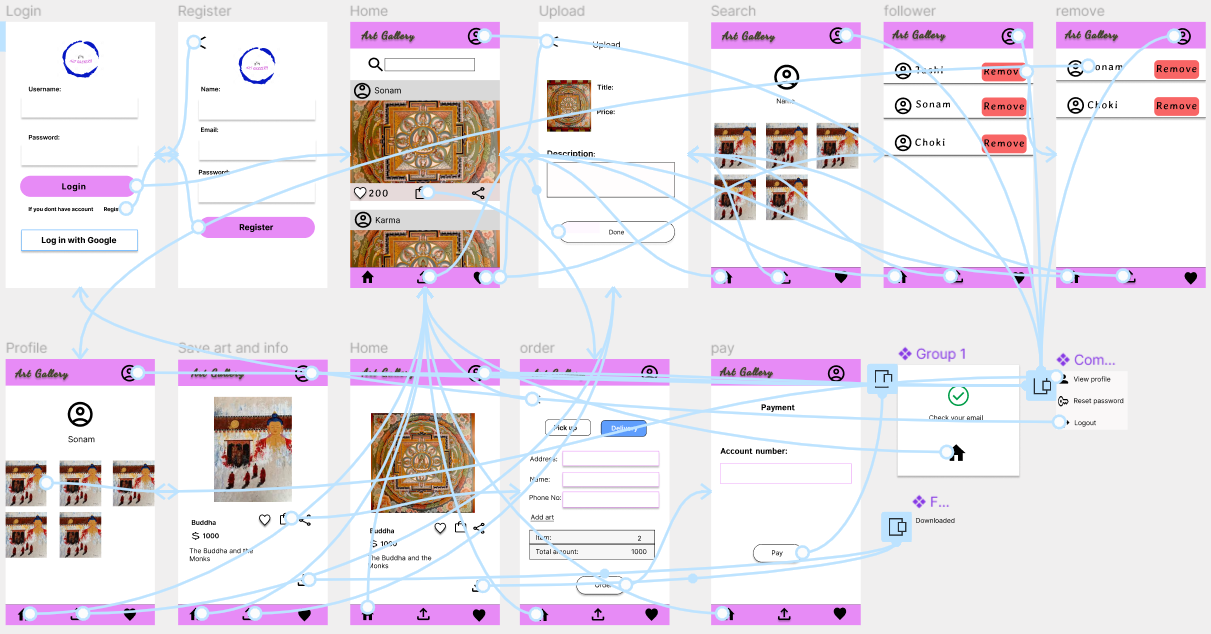 Login
Username:
Password:
Login
If you dont have account
Log in with Google
Register
Name:
Email:
Password:
Register
Home
Art Gallery
Sonam
200
Karma
Upload
Upload
Title:
Price:
Description:
Done
Search
Art Gallery
Name
follower
Art Gallery
Remove
Sonam
Remove
Choki
Remove
remove
Art Gallery
Sonam
Remove
Choki
Remove
Profile
Art Gallery
Sonam
Save art and info
Art Gallery
Buddha
$ 1000
The Buddha and the
Monks
Home
Art Gallery
Buddha
$ 1000
The Buddha and the
Monks
order
Art Gallery
Pick up
Delivery
Address:
Name:
Phone No:
Add art
Item: 2
Total amount: 1000
Order
pay
Art Gallery
Payment
Account number:
Pay
Group 1
Check your email
F...
Downloaded
Com...
View profile
Reset password
Logout